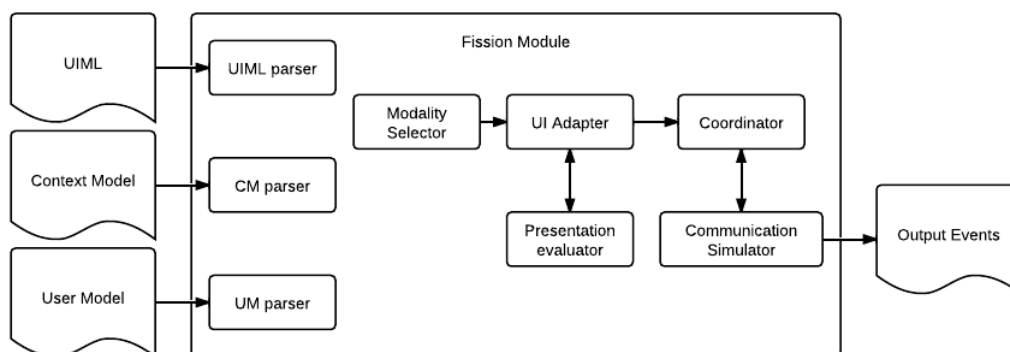 UIML
Fission Module
UIML parser
Modality
Selector
UI Adapter
Coordinator
Context Model
CM parser
Presentation
evaluator
Communication
Simulator
Output Events
User Model
UM parser